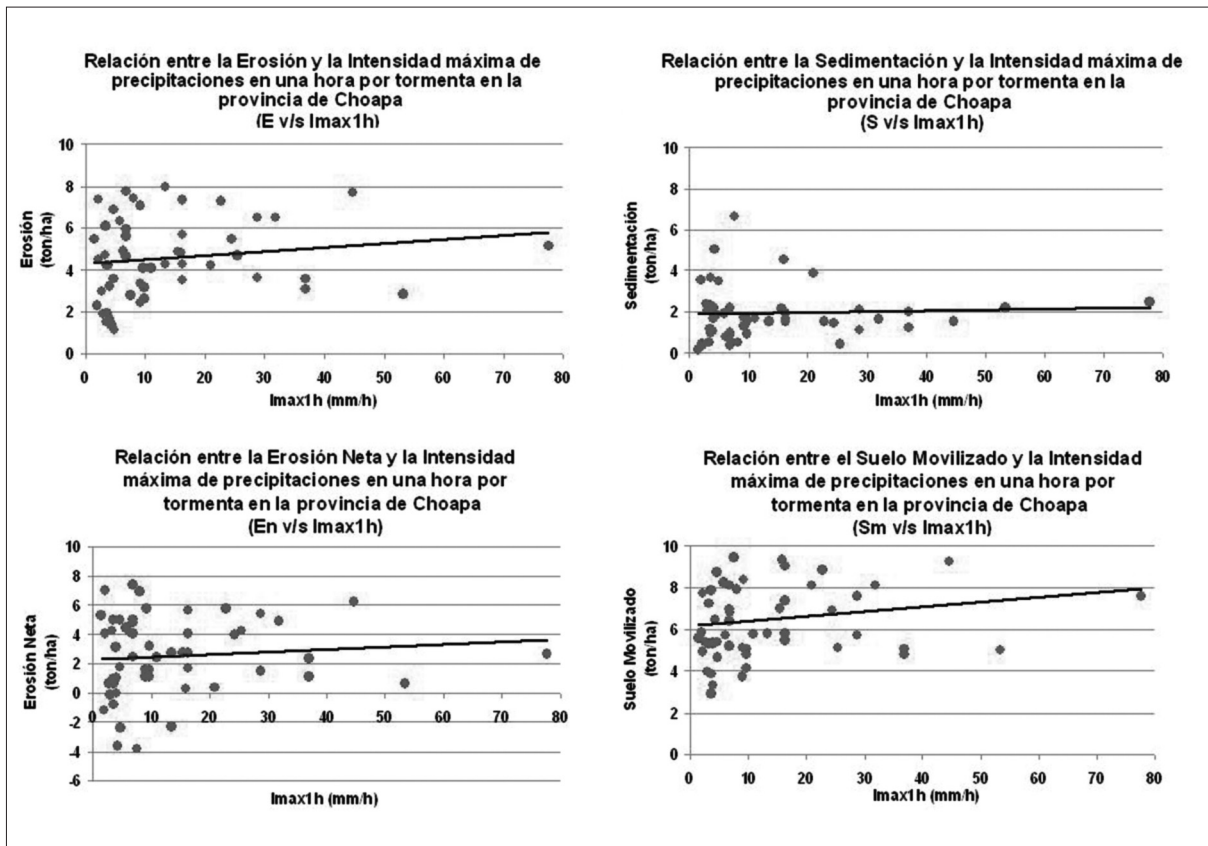 Relación entre la Erosión y la Intensidad máxima de
precipitaciones en una hora por tormenta en la
provincia de Choapa
(E v/s Imax1h)
10
8
6
4
2
0
Erosión
(ton/ha)
0 10 20 30 40 50 60 70 80
Imax1h (mm/h)
Relación entre la Sedimentación y la Intensidad máxima de
precipitaciones en una hora por tormenta en la
provincia de Choapa
(S v/s Imax1h)
10
8
6
4
2
0
Sedimentación
(ton/ha)
0 10 20 30 40 50 60 70 80
Imax1h (mm/h)
Relación entre la Erosión Neta y la Intensidad
máxima de precipitaciones en una hora por
tormenta en la provincia de Choapa
(En v/s Imax1h)
10
8
6
4
2
0
-2
-4
-6
Erosión Neta
(ton/ha)
0 10 20 30 40 50 60 70 80
Imax1h (mm/h)
Relación entre el Suelo Movilizado y la Intensidad
máxima de precipitaciones en una hora por
tormenta en la provincia de Choapa
(Sm v/s Imax1h)
10
8
6
4
2
0
Suelo Movilizado
(ton/ha)
0 10 20 30 40 50 60 70 80
Imax1h (mm/h)